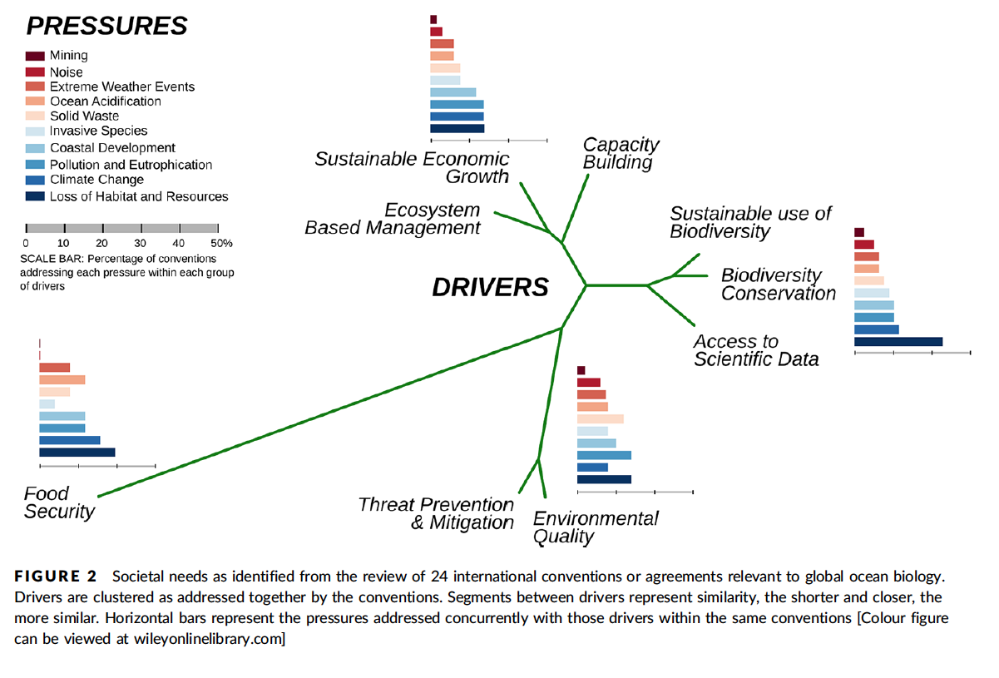 PRESSURES
Mining
Noise
Extreme Weather Events
Ocean Acidification
Solid Waste
Invasive Species
Coastal Development
Pollution and Eutrophication
Climate Change
Loss of Habitat and Resources
0 10 20 30 40 50%
SCALE BAR: Percentage of conventions
addressing each pressure within each group
of drivers
Sustainable Economic
Growth
Capacity
Building
Ecosystem
Based Management
Sustainable use of
Biodiversity
DRIVERS
Biodiversity
Conservation
Access to
Scientific Data
Food
Security
Threat Prevention
& Mitigation
Environmental
Quality
FIGURE 2 Societal needs as identified from the review of 24 international conventions or agreements relevant to global ocean biology.
Drivers are clustered as addressed together by the conventions. Segments between drivers represent similarity, the shorter and closer, the
more similar. Horizontal bars represent the pressures addressed concurrently with those drivers within the same conventions [Colour figure
can be viewed at wileyonlinelibrary.com]